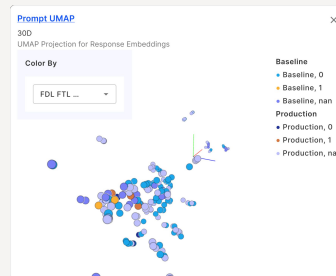 Prompt UMAP
30D
UMAP Projection for Response Embeddings
Color By
FDL FTL ...
Baseline
Baseline, 0
Baseline, 1
Baseline, nan
Production
Production, 0
Production, 1
Production, na